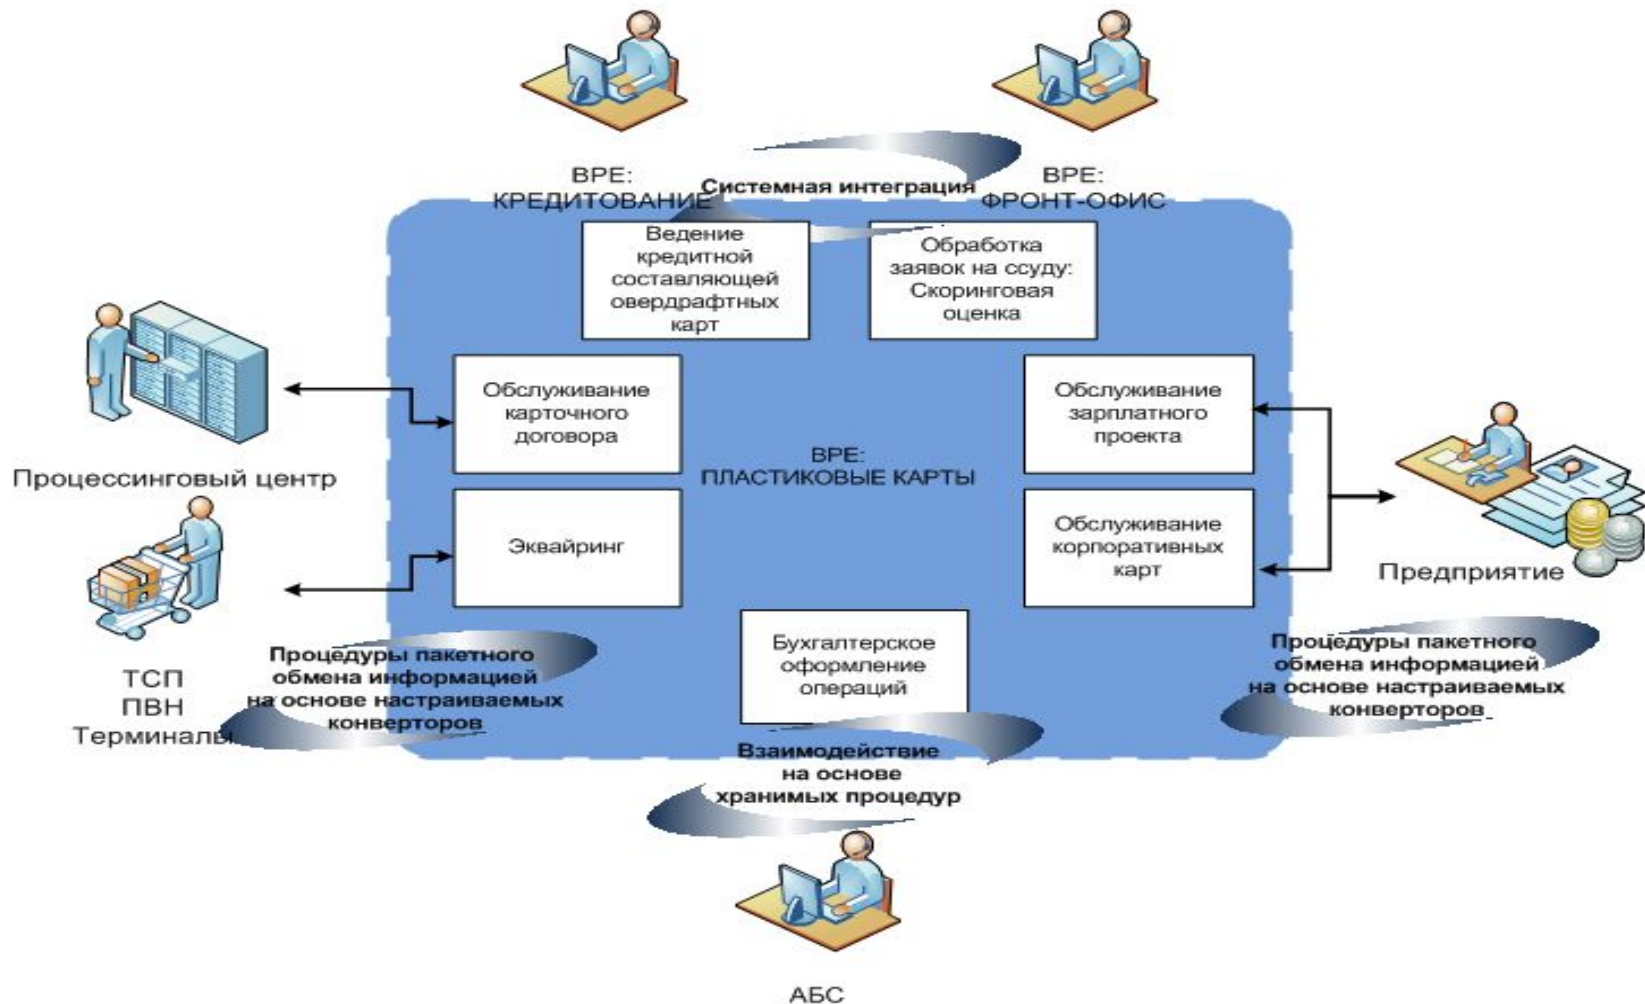 ВРЕ:
КРЕДИТОВАНИЕ
Системная интеграция
ВРЕ:
ФРОНТ-ОФИС
Ведение
кредитной
составляющей
овердрафтных
карт
Обработка
заявок на ссуду:
Скоринговая
оценка
Процессинговый центр
Обслуживание
карточного
договора
ВРЕ:
ПЛАСТИКОВЫЕ КАРТЫ
Обслуживание
зарплатного
проекта
Эквайринг
Обслуживание
корпоративных
карт
Предприятие
ТСП
ПВН
Терминалы
Процедуры пакетного
обмена информацией
на основе настраиваемых
конверторов
Бухгалтерское
оформление
операций
Процедуры пакетного
обмена информацией
на основе настраиваемых
конверторов
Взаимодействие
на основе
хранимых процедур
АБС